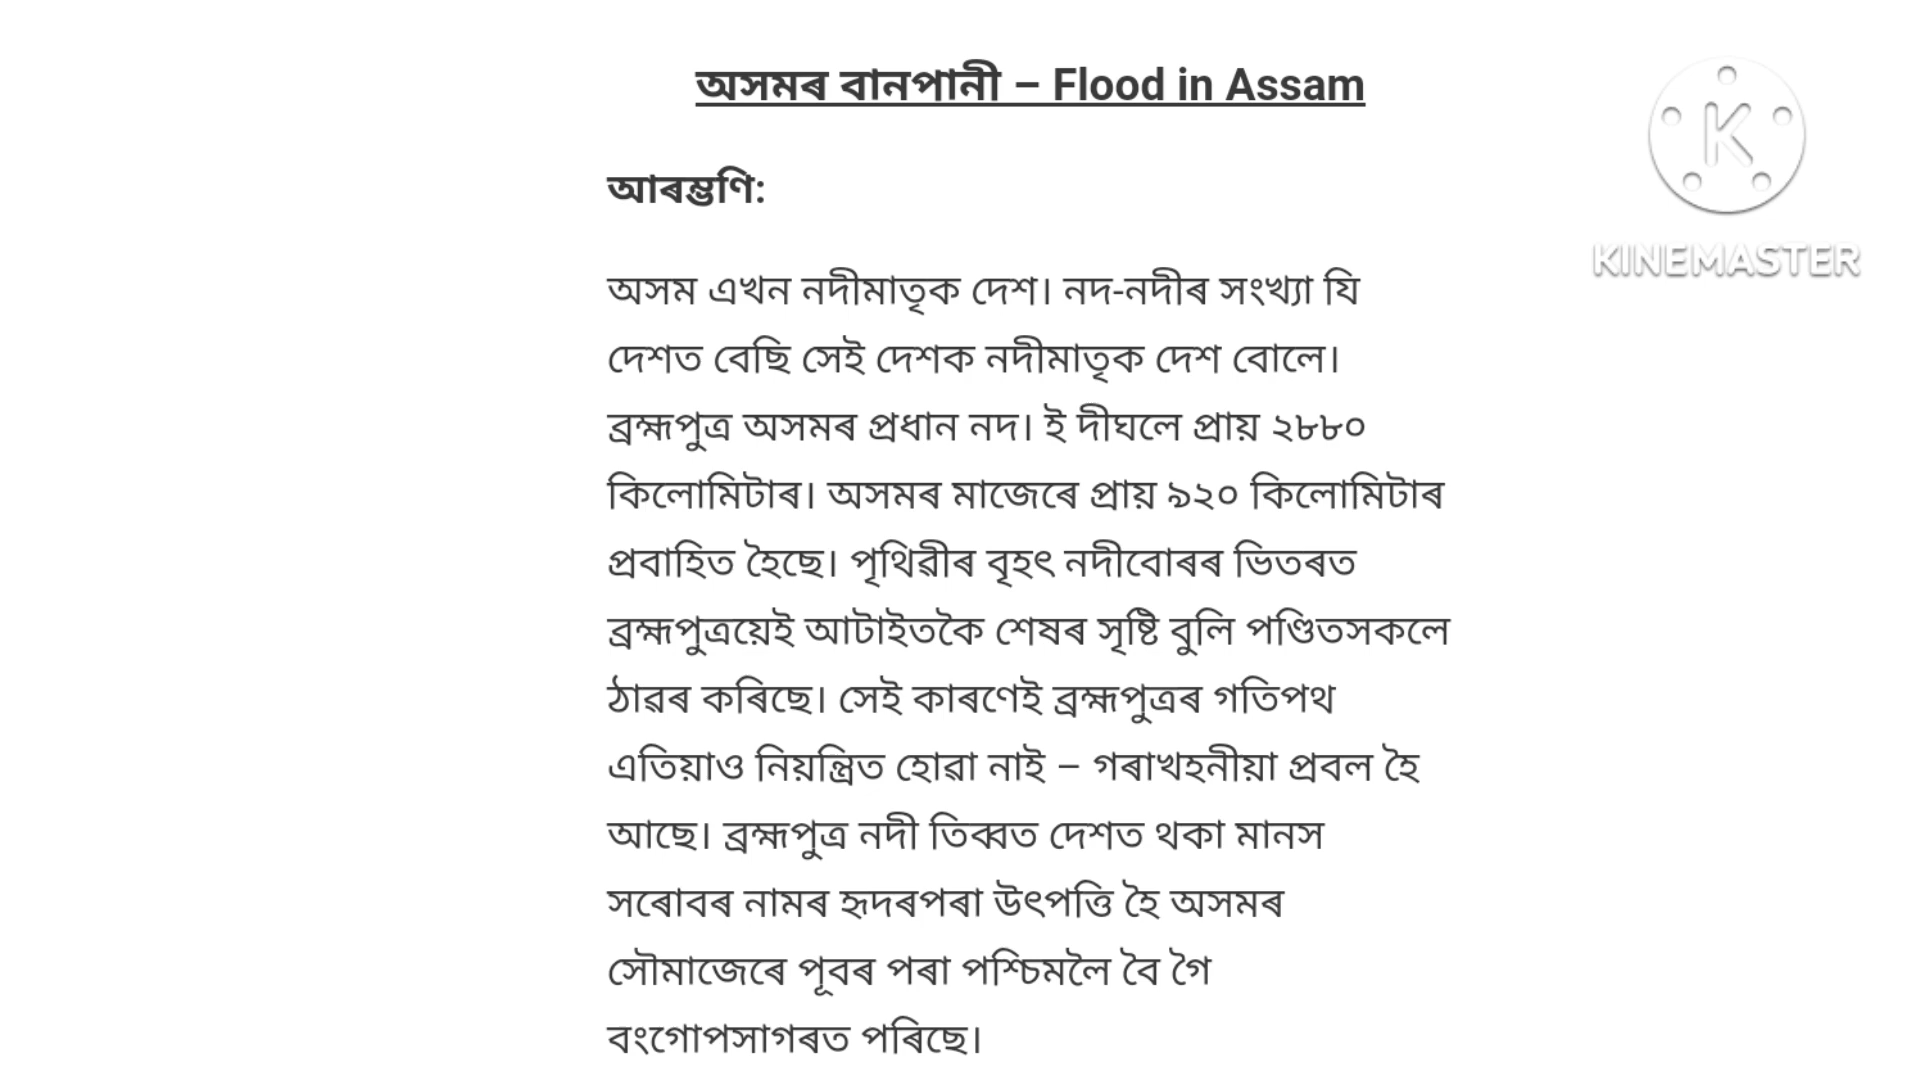 অসমৰ বানপানী – Flood in Assam
আৰম্ভণি:
অসম এখন নদীমাতৃক দেশ। নদ-নদীৰ সংখ্যা যি
দেশত বেছি সেই দেশক নদীমাতৃক দেশ বোলে।
ব্ৰহ্মপুত্ৰ অসমৰ প্ৰধান নদ। ই দীঘলে প্ৰায় ২৮৮০
কিলোমিটাৰ। অসমৰ মাজেৰে প্ৰায় ৯২০ কিলোমিটাৰ
প্ৰবাহিত হৈছে। পৃথিৱীৰ বৃহৎ নদীবোৰৰ ভিতৰত
ব্ৰহ্মপুত্ৰয়েই আটাইতকৈ শেষৰ সৃষ্টি বুলি পণ্ডিতসকলে
ঠাৱৰ কৰিছে। সেই কাৰণেই ব্ৰহ্মপুত্ৰৰ গতিপথ
এতিয়াও নিয়ন্ত্ৰিত হোৱা নাই – গৰাখহনীয়া প্ৰবল হৈ
আছে। ব্ৰহ্মপুত্ৰ নদী তিব্বত দেশত থকা মানস
সৰোবৰ নামৰ হৃদৰপৰা উৎপত্তি হৈ অসমৰ
সৌমাজেৰে পূবৰ পৰা পশ্চিমলৈ বৈ গৈ
বংগোপসাগৰত পৰিছে।
K
KINEMASTER